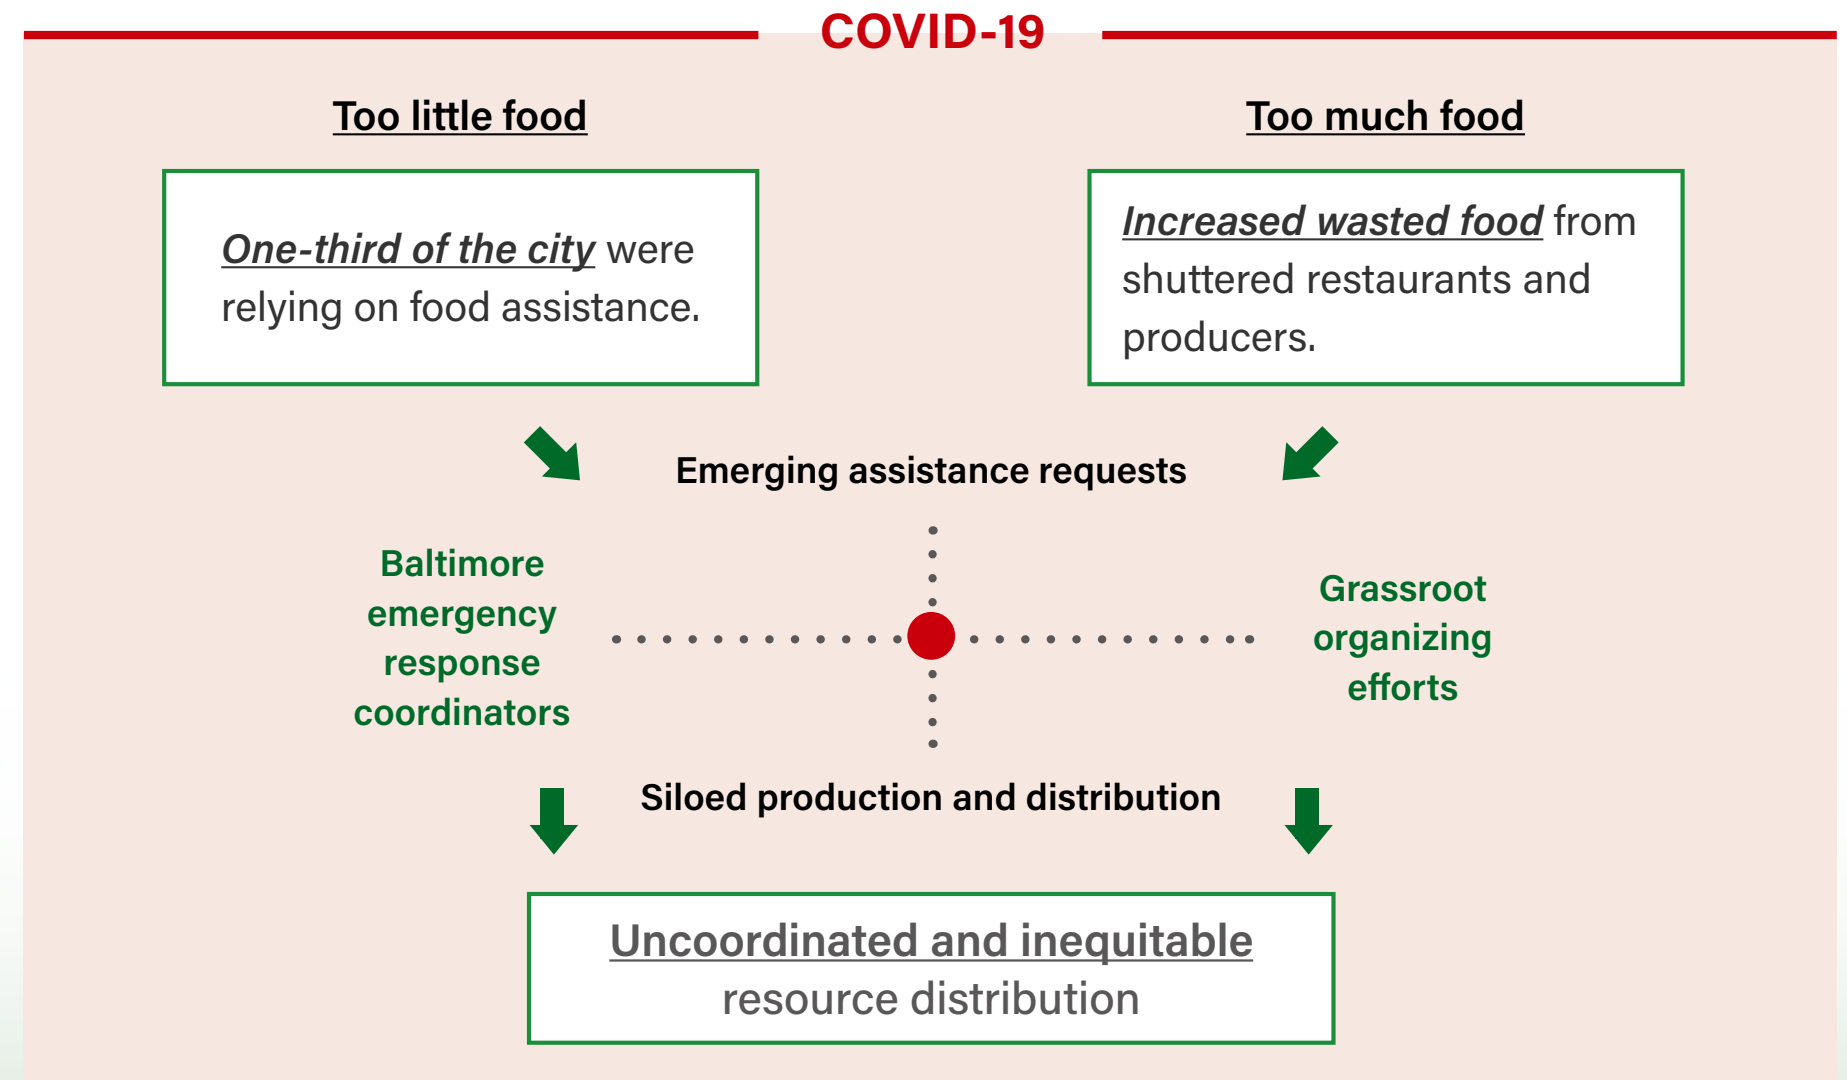 COVID-19
Too little food
One-third of the city were
relying on food assistance.
Too much food
Increased wasted food from
shuttered restaurants and
producers.
Emerging assistance requests
Baltimore
emergency
response
coordinators
Grassroot
organizing
efforts
Siloed production and distribution
Uncoordinated and inequitable
resource distribution